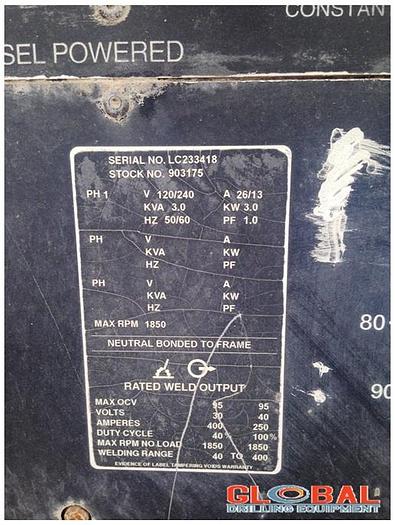 CONSTAN
SEL POWERED
SERIAL NO. LC233418
STOCK NO. 903175
PH 1 V 120/240 A 26/13
KVA 3.0 KW 3.0
HZ 50/60 PF 1.0
PH V A
KVA KW
HZ PF
PH V A
KVA KW
HZ PF
MAX RPM 1850
NEUTRAL BONDED TO FRAME
RATED WELD OUTPUT
MAX OCV 95 95
VOLTS 30 40
AMPERES 400 250
DUTY CYCLE 40 100%
MAX RPM NO LOAD 1850 1850
WELDING RANGE 40 TO 400
EVIDENCE OF LABEL TAMPERING VOIDS WARRANTY
80
90
GLOBAL
DRILLING EQUIPMENT